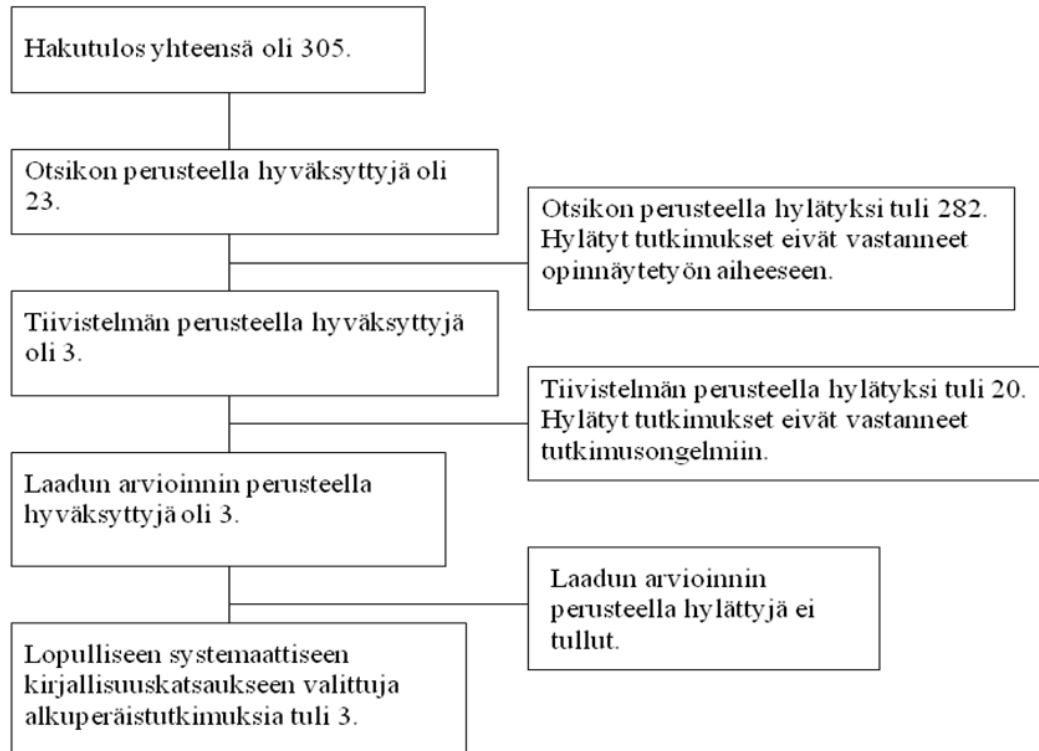 Hakutulos yhteensä oli 305.
Otsikon perusteella hyväksyttyjä oli
23.
Otsikon perusteella hylätyksi tuli 282.
Hylätyt tutkimukset eivät vastanneet
opinnäytetyön aiheeseen.
Tiivistelmän perusteella hyväksyttyjä
oli 3.
Tiivistelmän perusteella hylätyksi tuli 20.
Hylätyt tutkimukset eivät vastanneet
tutkimusongelmiin.
Laadun arvioinnin perusteella
hyväksyttyjä oli 3.
Laadun arvioinnin
perusteella hylättyjä ei
tullut.
Lopulliseen systemaattiseen
kirjallisuuskatsaukseen valittuja
alkuperäistutkimuksia tuli 3.